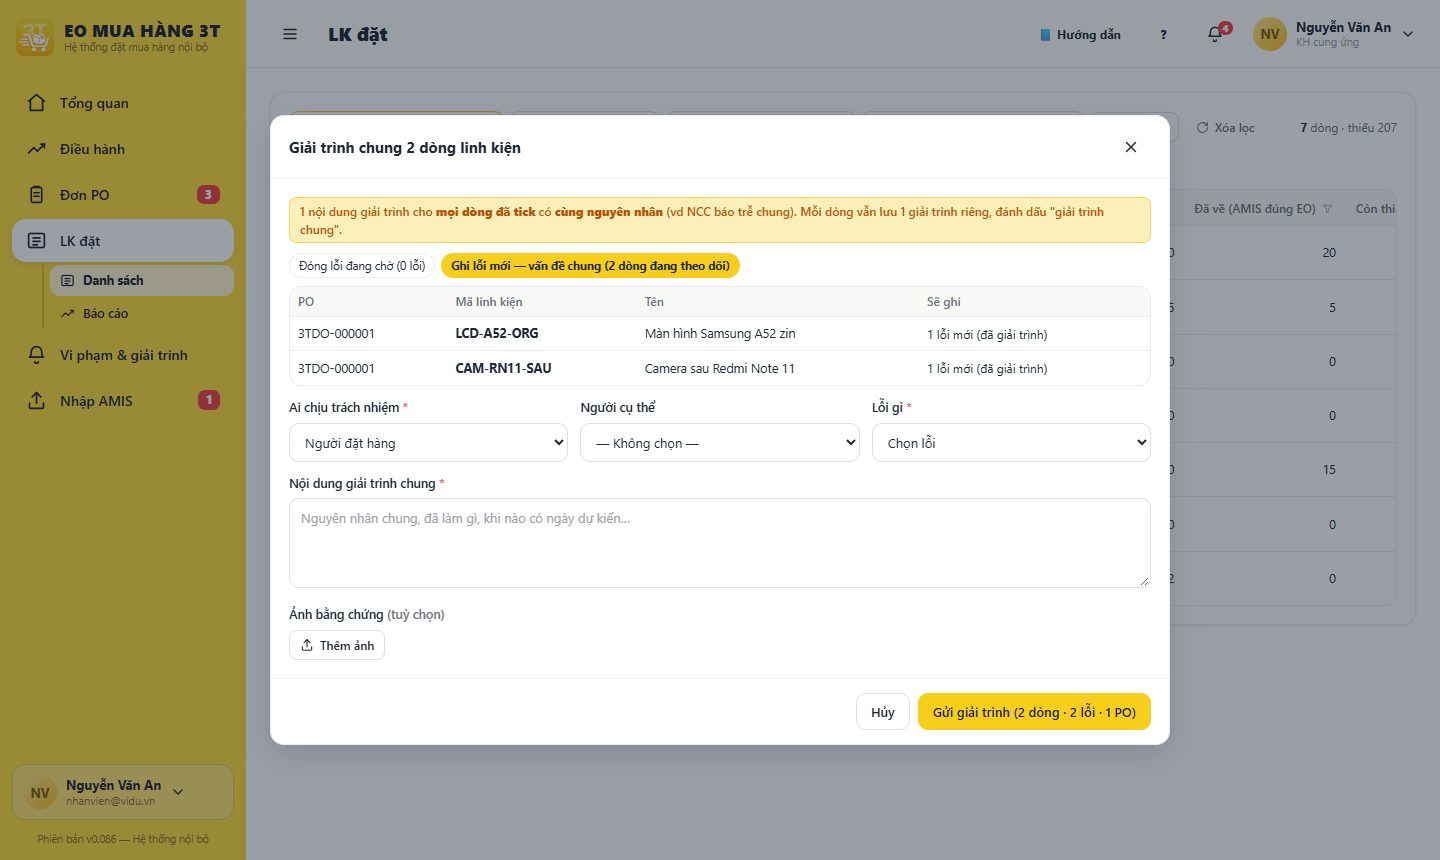 3T
EO MUA HÀNG 3T
Hệ thống đặt mua hàng nội bộ
Tổng quan
Điều hành
Đơn PO
3
LK đặt
Danh sách
Báo cáo
Vi phạm & giải trình
Nhập AMIS
1
NV
Nguyễn Văn An
nhanvien@vidu.vn
Phiên bản v0.086 — Hệ thống nội bộ
LK đặt
Hướng dẫn
?
4
NV
Nguyễn Văn An
KH cung ứng
Xóa lọc
7 dòng · thiếu 207
Đã về (AMIS đúng EO)
Còn thi
0
20
5
5
0
0
0
0
0
15
0
0
2
0
Giải trình chung 2 dòng linh kiện
1 nội dung giải trình cho mọi dòng đã tick có cùng nguyên nhân (vd NCC báo trễ chung). Mỗi dòng vẫn lưu 1 giải trình riêng, đánh dấu "giải trình
chung".
Đóng lỗi đang chờ (0 lỗi)
Ghi lỗi mới — vấn đề chung (2 dòng đang theo dõi)
PO
Mã linh kiện
Tên
Sẽ ghi
3TDO-000001
LCD-A52-ORG
Màn hình Samsung A52 zin
1 lỗi mới (đã giải trình)
3TDO-000001
CAM-RN11-SAU
Camera sau Redmi Note 11
1 lỗi mới (đã giải trình)
Ai chịu trách nhiệm *
Người cụ thể
Lỗi gì *
Người đặt hàng
— Không chọn —
Chọn lỗi
Nội dung giải trình chung *
Nguyên nhân chung, đã làm gì, khi nào có ngày dự kiến...
Ảnh bằng chứng (tuỳ chọn)
Thêm ảnh
Hủy
Gửi giải trình (2 dòng · 2 lỗi · 1 PO)